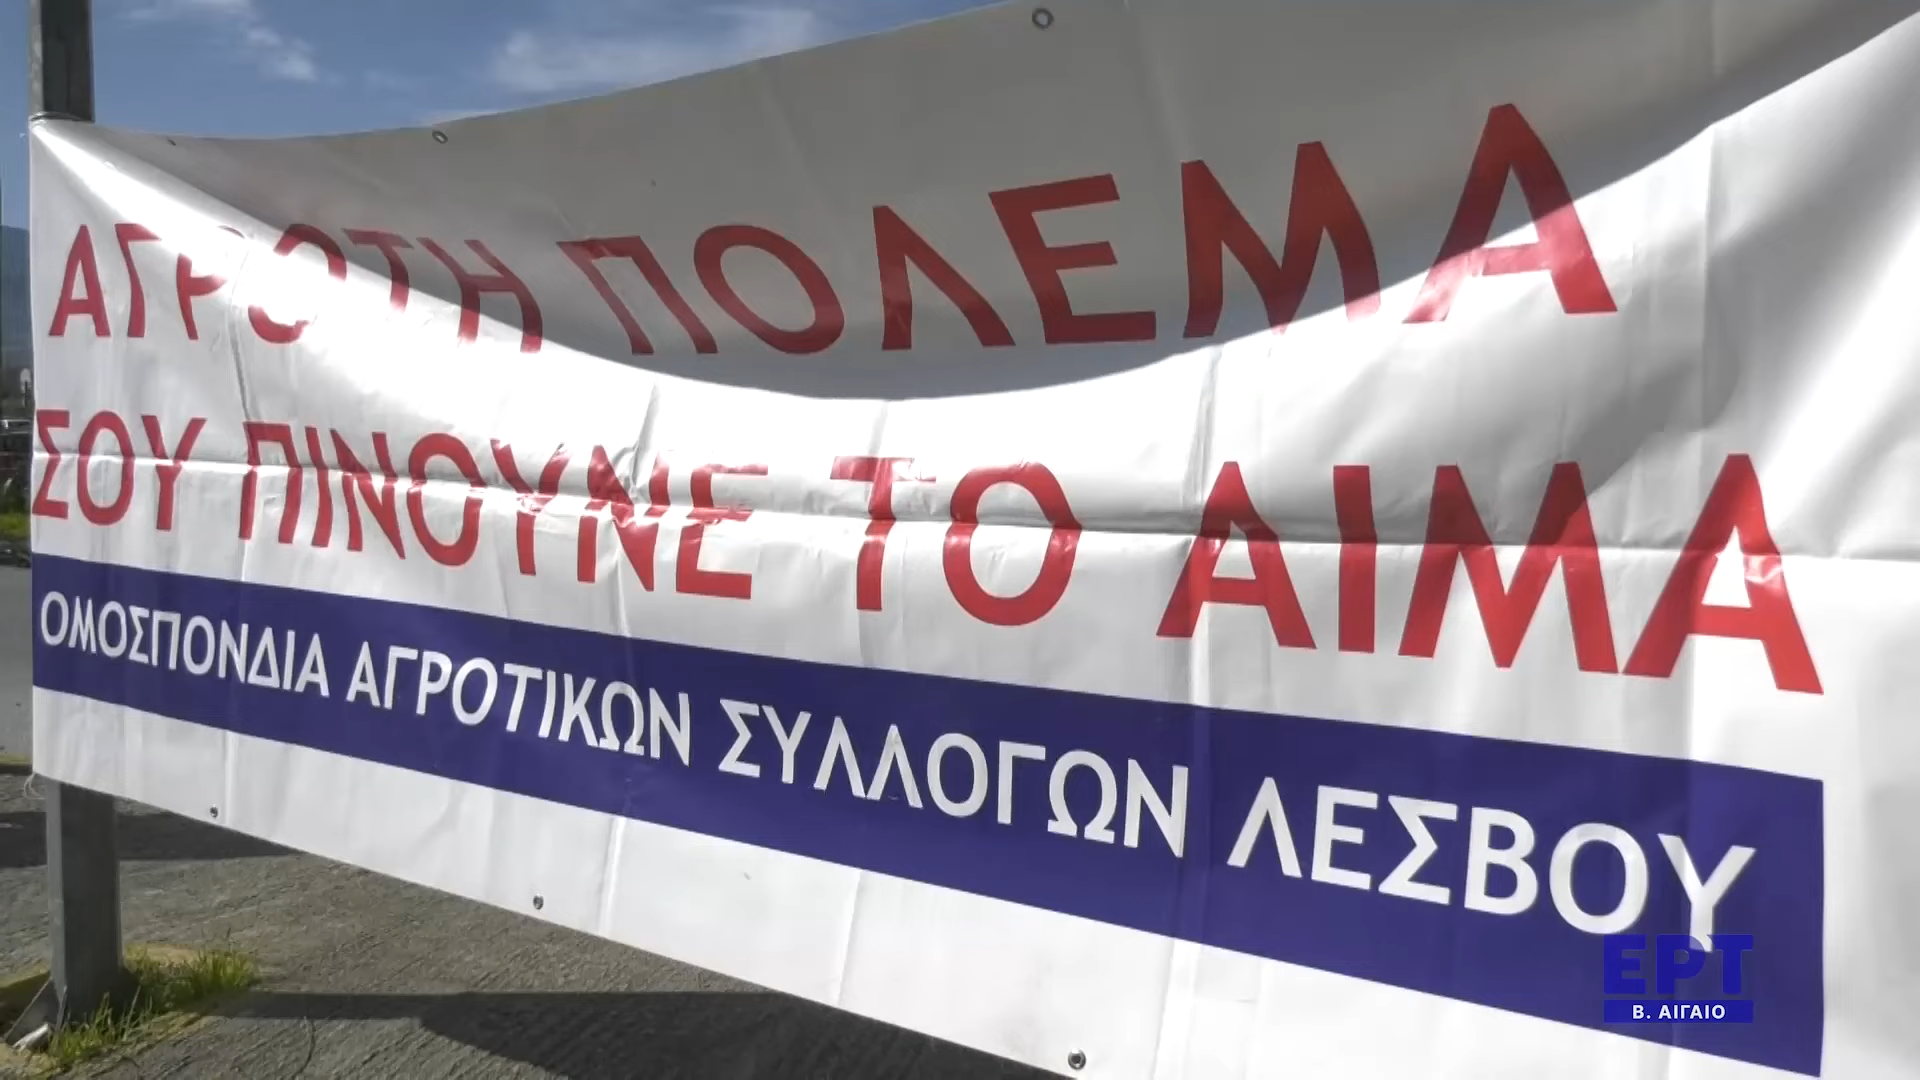 ΑΓΡΟΤΗ ΠΟΛΕΜΑ
ΣΟΥ ΠΙΝΟΥΝΕ ΤΟ ΑΙΜΑ
ΟΜΟΣΠΟΝΔΙΑ ΑΓΡΟΤΙΚΩΝ ΣΥΛΛΟΓΩΝ ΛΕΣΒΟΥ
ΕΡΤ
Β. ΑΙΓΑΙΟ